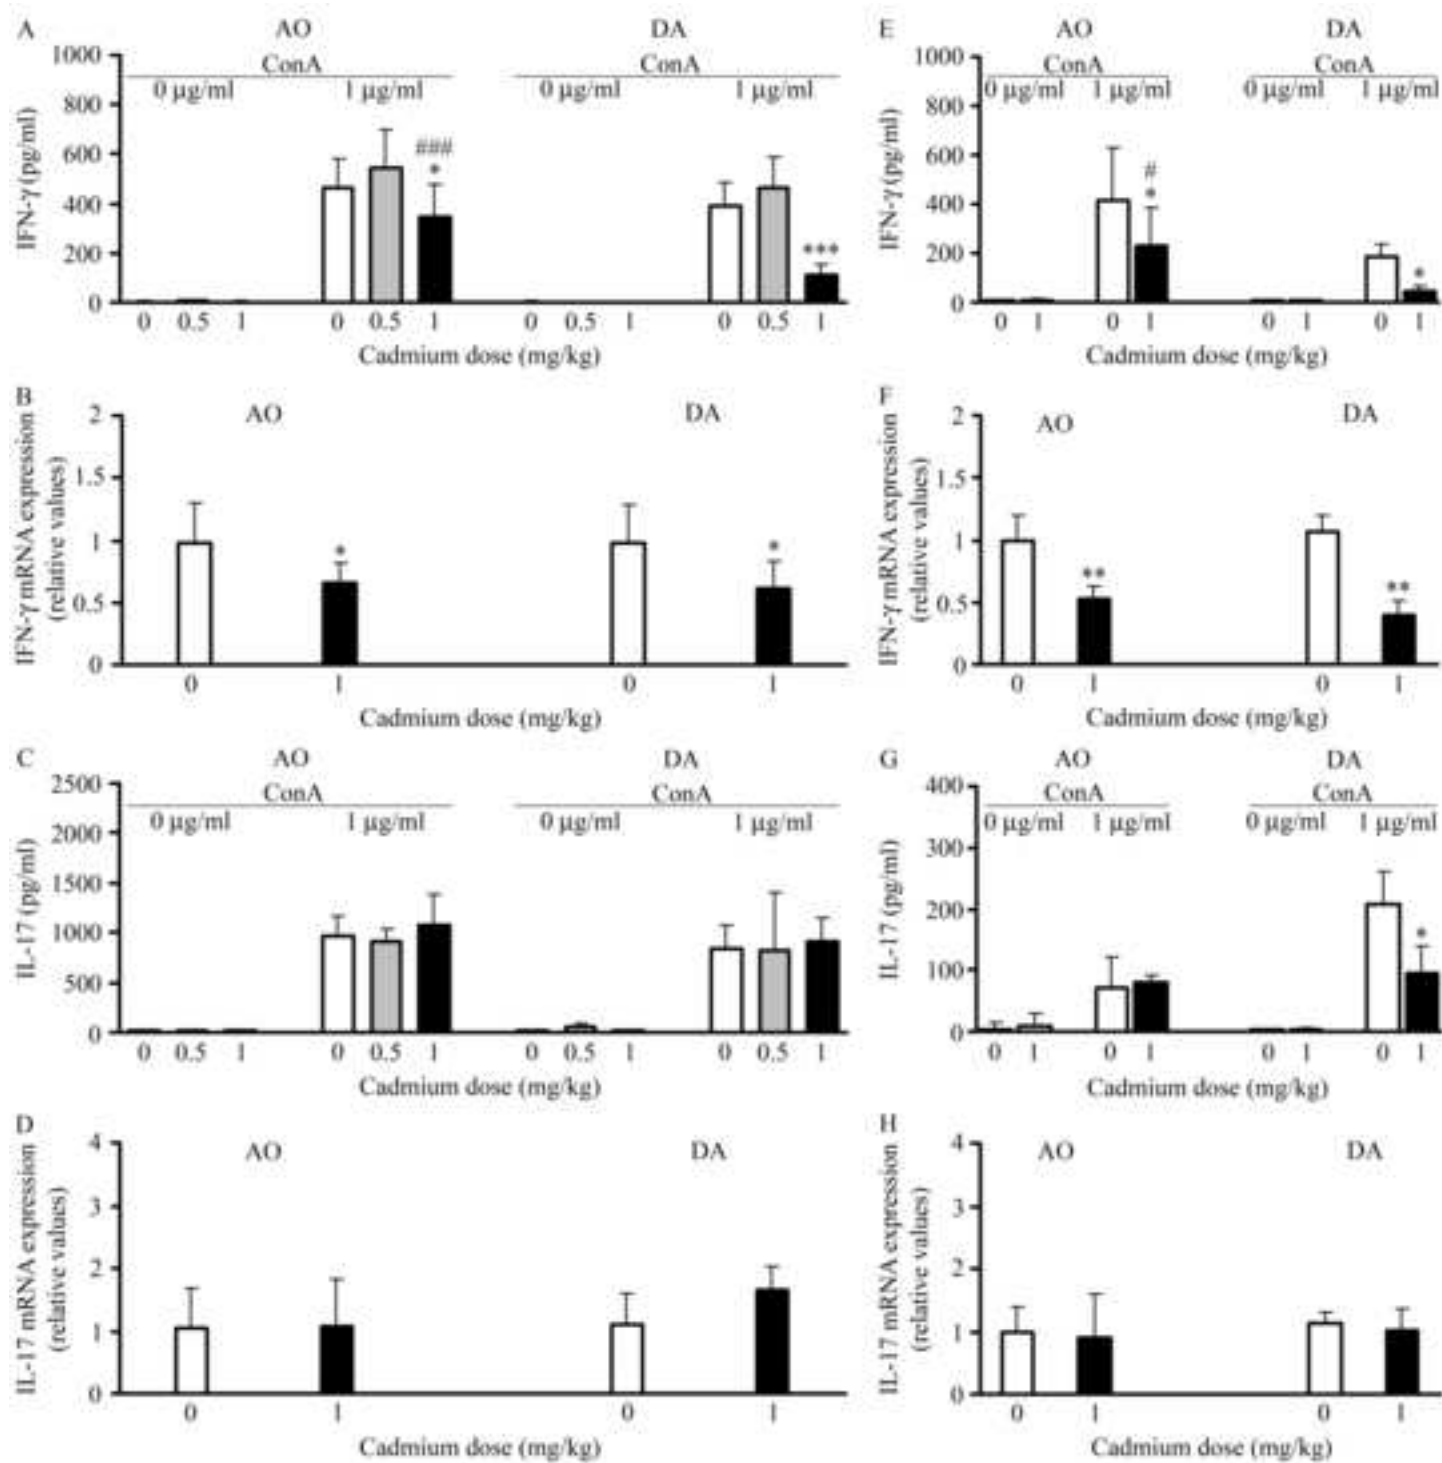 A
AO
DA
ConA
ConA
0 µg/ml
1 µg/ml
0 µg/ml
1 µg/ml
IFN-γ (pg/ml)
1000
800
600
400
200
0
###
*
***
0 0.5 1 0 0.5 1 0 0.5 1 0 0.5 1
Cadmium dose (mg/kg)
E
AO
DA
ConA
ConA
0 µg/ml
1 µg/ml
0 µg/ml
1 µg/ml
IFN-γ (pg/ml)
1000
800
600
400
200
0
#
*
*
0 1 0 1 0 1 0 1
Cadmium dose (mg/kg)
B
AO
DA
IFN-γ mRNA expression
(relative values)
2
1.5
1
0.5
0
*
*
0 1 0 1
Cadmium dose (mg/kg)
F
AO
DA
IFN-γ mRNA expression
(relative values)
2
1.5
1
0.5
0
**
**
0 1 0 1
Cadmium dose (mg/kg)
C
AO
DA
ConA
ConA
0 µg/ml
1 µg/ml
0 µg/ml
1 µg/ml
IL-17 (pg/ml)
2500
2000
1500
1000
500
0
0 0.5 1 0 0.5 1 0 0.5 1 0 0.5 1
Cadmium dose (mg/kg)
G
AO
DA
ConA
ConA
0 µg/ml
1 µg/ml
0 µg/ml
1 µg/ml
IL-17 (pg/ml)
400
300
200
100
0
*
0 1 0 1 0 1 0 1
Cadmium dose (mg/kg)
D
AO
DA
IL-17 mRNA expression
(relative values)
4
3
2
1
0
0 1 0 1
Cadmium dose (mg/kg)
H
AO
DA
IL-17 mRNA expression
(relative values)
4
3
2
1
0
0 1 0 1
Cadmium dose (mg/kg)